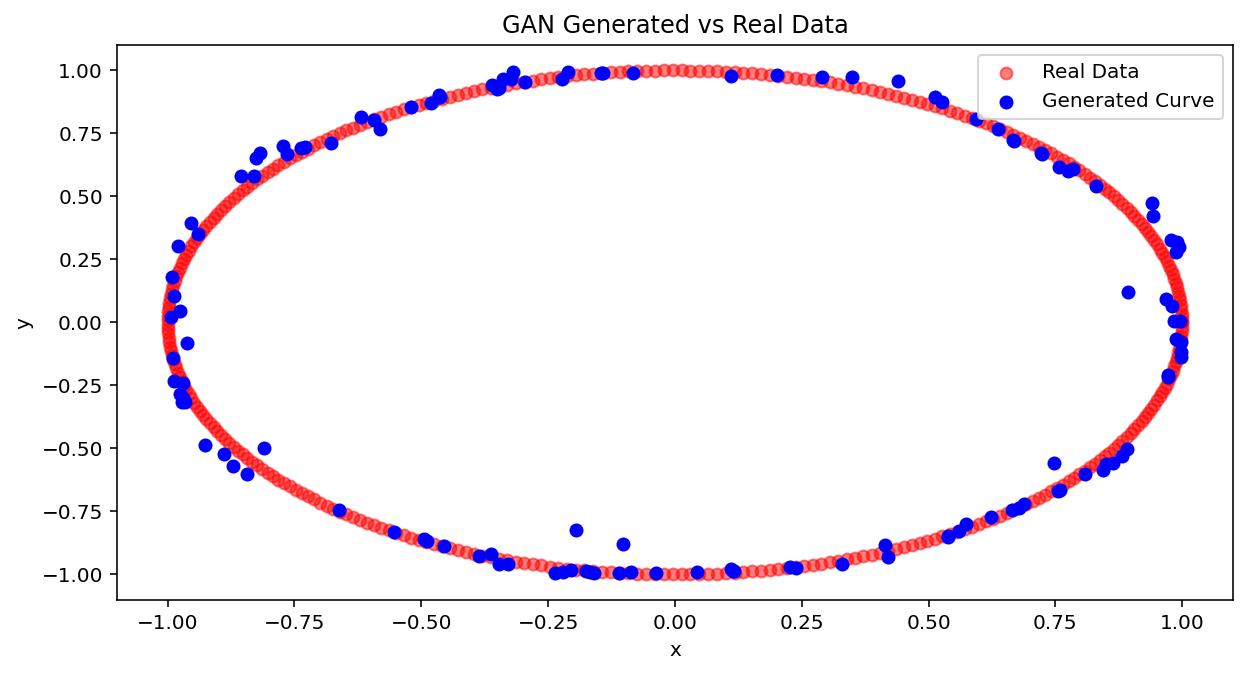 GAN Generated vs Real Data
Real Data
Generated Curve
1.00
0.75
0.50
0.25
0.00
−0.25
−0.50
−0.75
−1.00
y
−1.00 −0.75 −0.50 −0.25 0.00 0.25 0.50 0.75 1.00
x